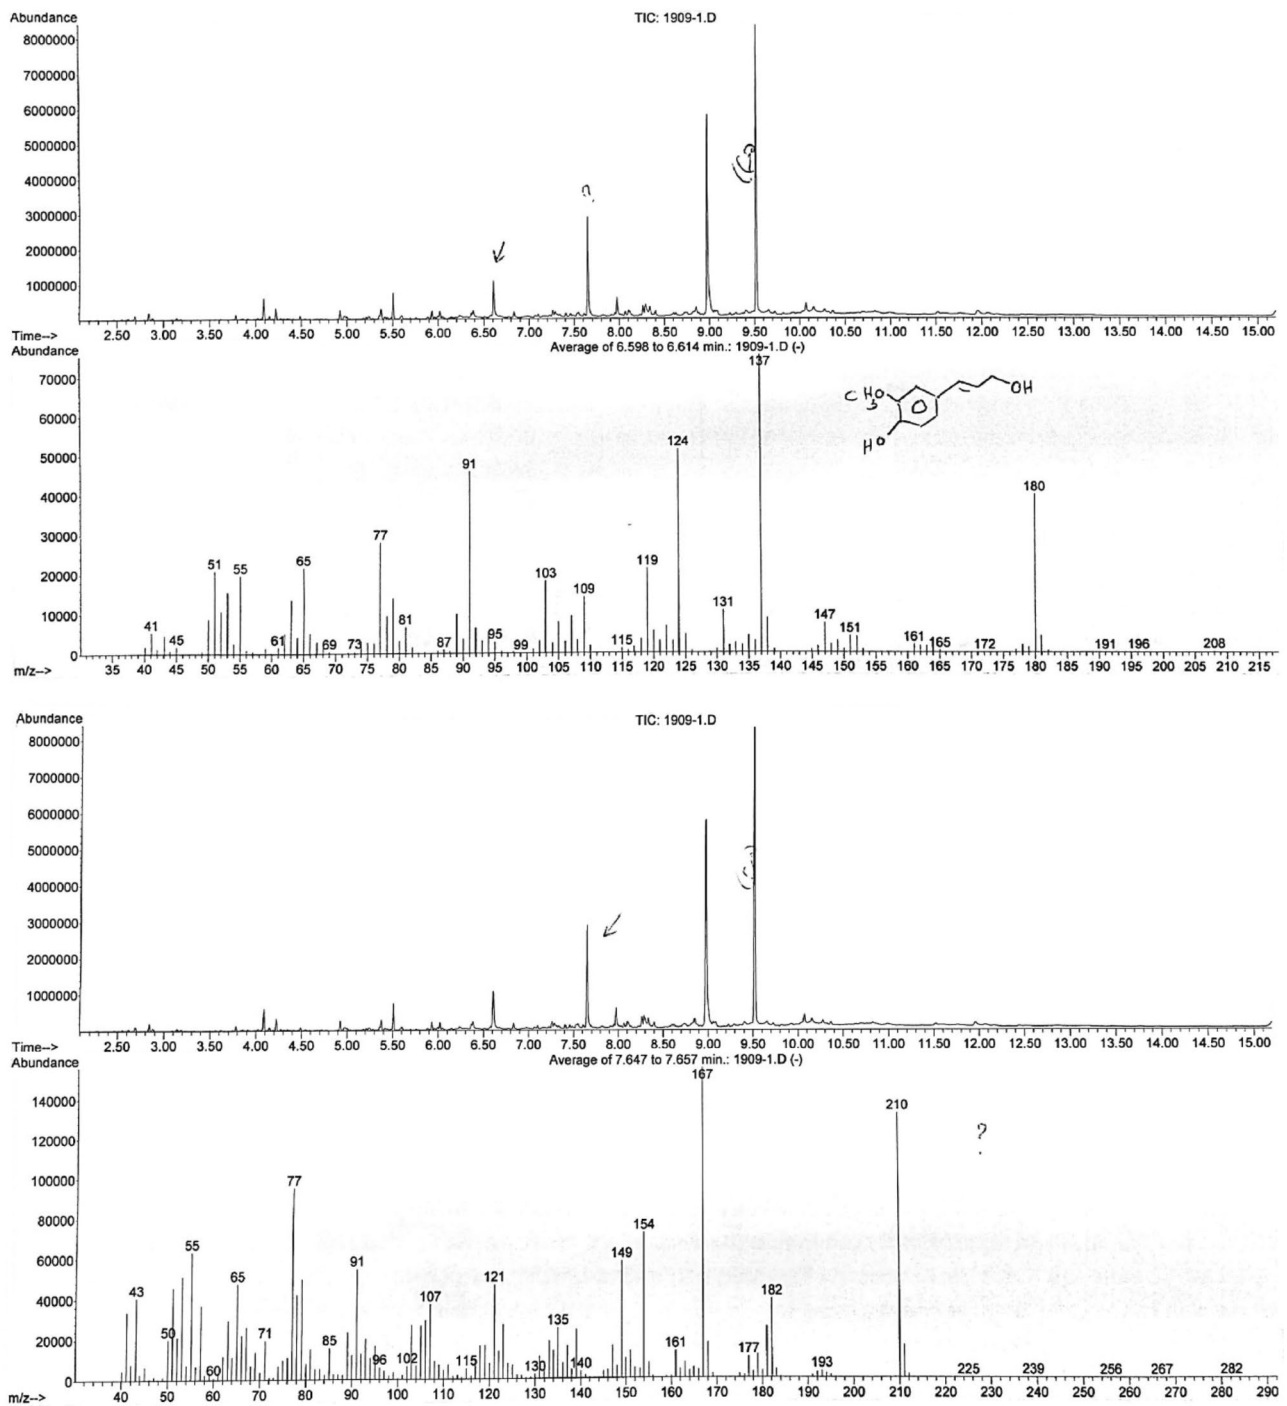 Abundance
TIC: 1909-1.D
8000000
7000000
6000000
5000000
4000000
3000000
2000000
1000000
2.50 3.00 3.50 4.00 4.50 5.00 5.50 6.00 6.50 7.00 7.50 8.00 8.50 9.00 9.50 10.00 10.50 11.00 11.50 12.00 12.50 13.00 13.50 14.00 14.50 15.00
Time-->
Abundance
Average of 6.598 to 6.614 min.: 1909-1.D (-)
70000
60000
50000
40000
30000
20000
10000
0
41 45 51 55 61 65 69 73 77 81 87 91 95 99 103 109 115 119 124 131 137 147 151 161 165 172 180 191 196 208
CH3O
HO
OH
35 40 45 50 55 60 65 70 75 80 85 90 95 100 105 110 115 120 125 130 135 140 145 150 155 160 165 170 175 180 185 190 195 200 205 210 215
m/z-->
Abundance
TIC: 1909-1.D
8000000
7000000
6000000
5000000
4000000
3000000
2000000
1000000
2.50 3.00 3.50 4.00 4.50 5.00 5.50 6.00 6.50 7.00 7.50 8.00 8.50 9.00 9.50 10.00 10.50 11.00 11.50 12.00 12.50 13.00 13.50 14.00 14.50 15.00
Time-->
Abundance
Average of 7.647 to 7.657 min.: 1909-1.D (-)
140000
120000
100000
80000
60000
40000
20000
0
43 50 55 60 65 71 77 85 91 96 102 107 115 121 130 135 140 149 154 161 167 177 182 193 210 225 239 256 267 282
?
40 50 60 70 80 90 100 110 120 130 140 150 160 170 180 190 200 210 220 230 240 250 260 270 280 290
m/z-->